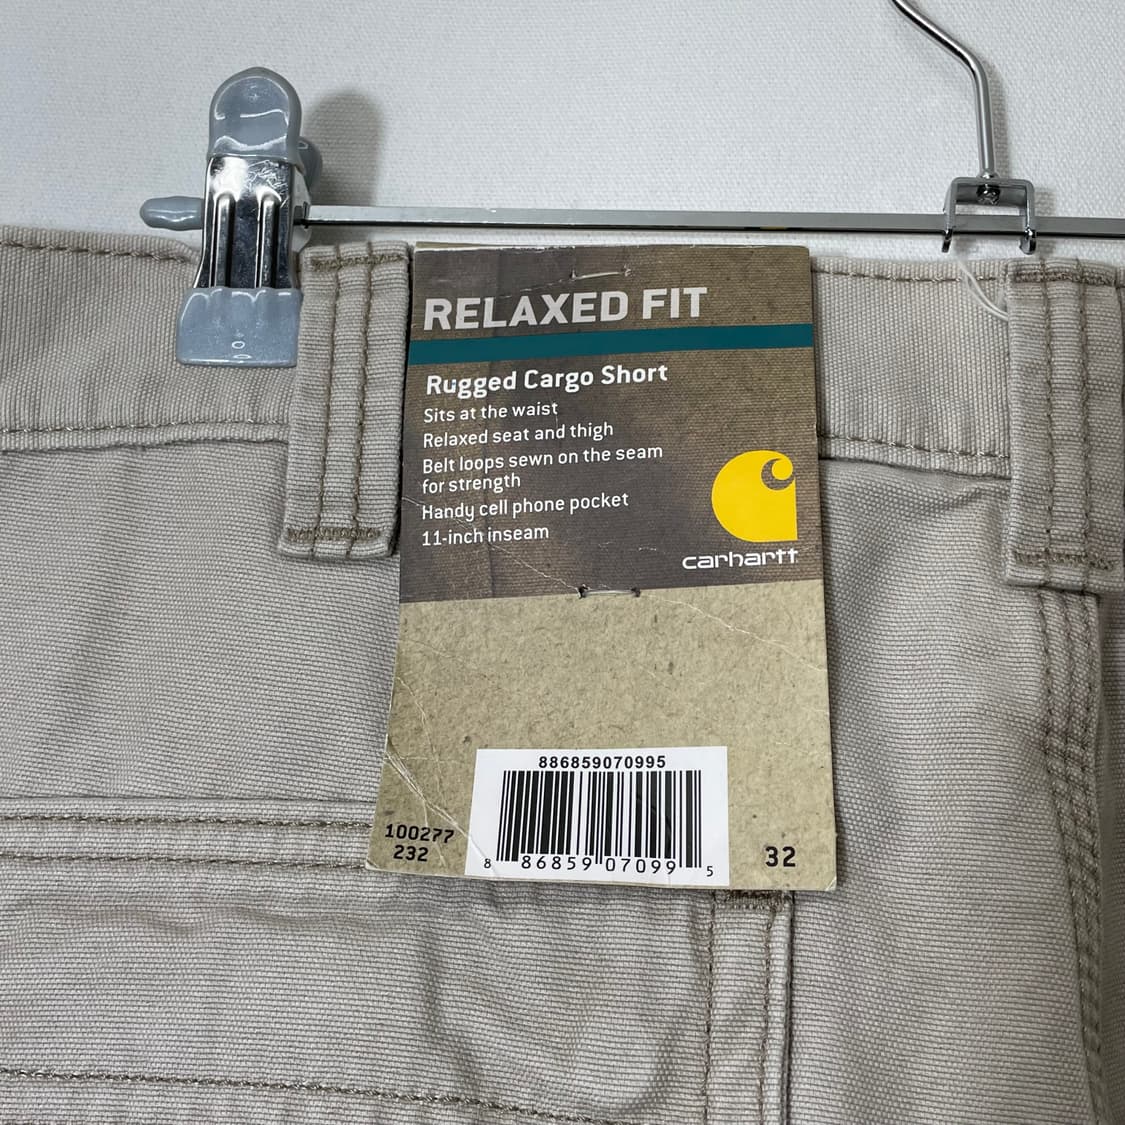 RELAXED FIT
Rugged Cargo Short
Sits at the waist
Relaxed seat and thigh
Belt loops sewn on the seam
for strength
Handy cell phone pocket
11-inch inseam
carhartt
886859070995
100277
232
8 86859 07099 5
32